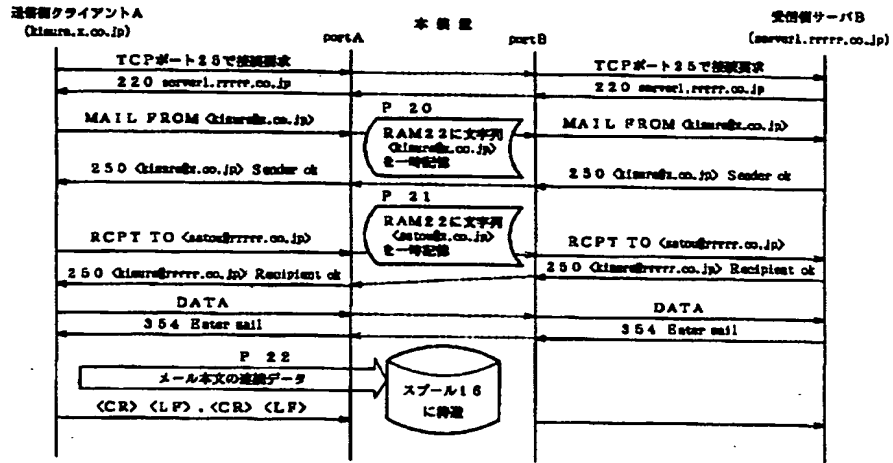 送信側クライアントA
(kimura.x.co.jp)
本装置
受信側サーバB
(server1.rrrrr.co.jp)
portA
portB
TCPポート25で接続要求
TCPポート25で接続要求
220 server1.rrrrr.co.jp
220 server1.rrrrr.co.jp
P 20
MAIL FROM <kimura@x.co.jp>
RAM22に文字列
<kimura@x.co.jp>
を一時記憶
MAIL FROM <kimura@x.co.jp>
250 <kimura@x.co.jp> Sender ok
250 <kimura@x.co.jp> Sender ok
P 21
RAM22に文字列
<satou@x.co.jp>
を一時記憶
RCPT TO <satou@rrrrr.co.jp>
RCPT TO <satou@rrrrr.co.jp>
250 <kimura@rrrrr.co.jp> Recipient ok
250 <kimura@rrrrr.co.jp> Recipient ok
DATA
DATA
354 Enter mail
354 Enter mail
P 22
メール本文の連続データ
スプール16
に待避
<CR> <LF> . <CR> <LF>